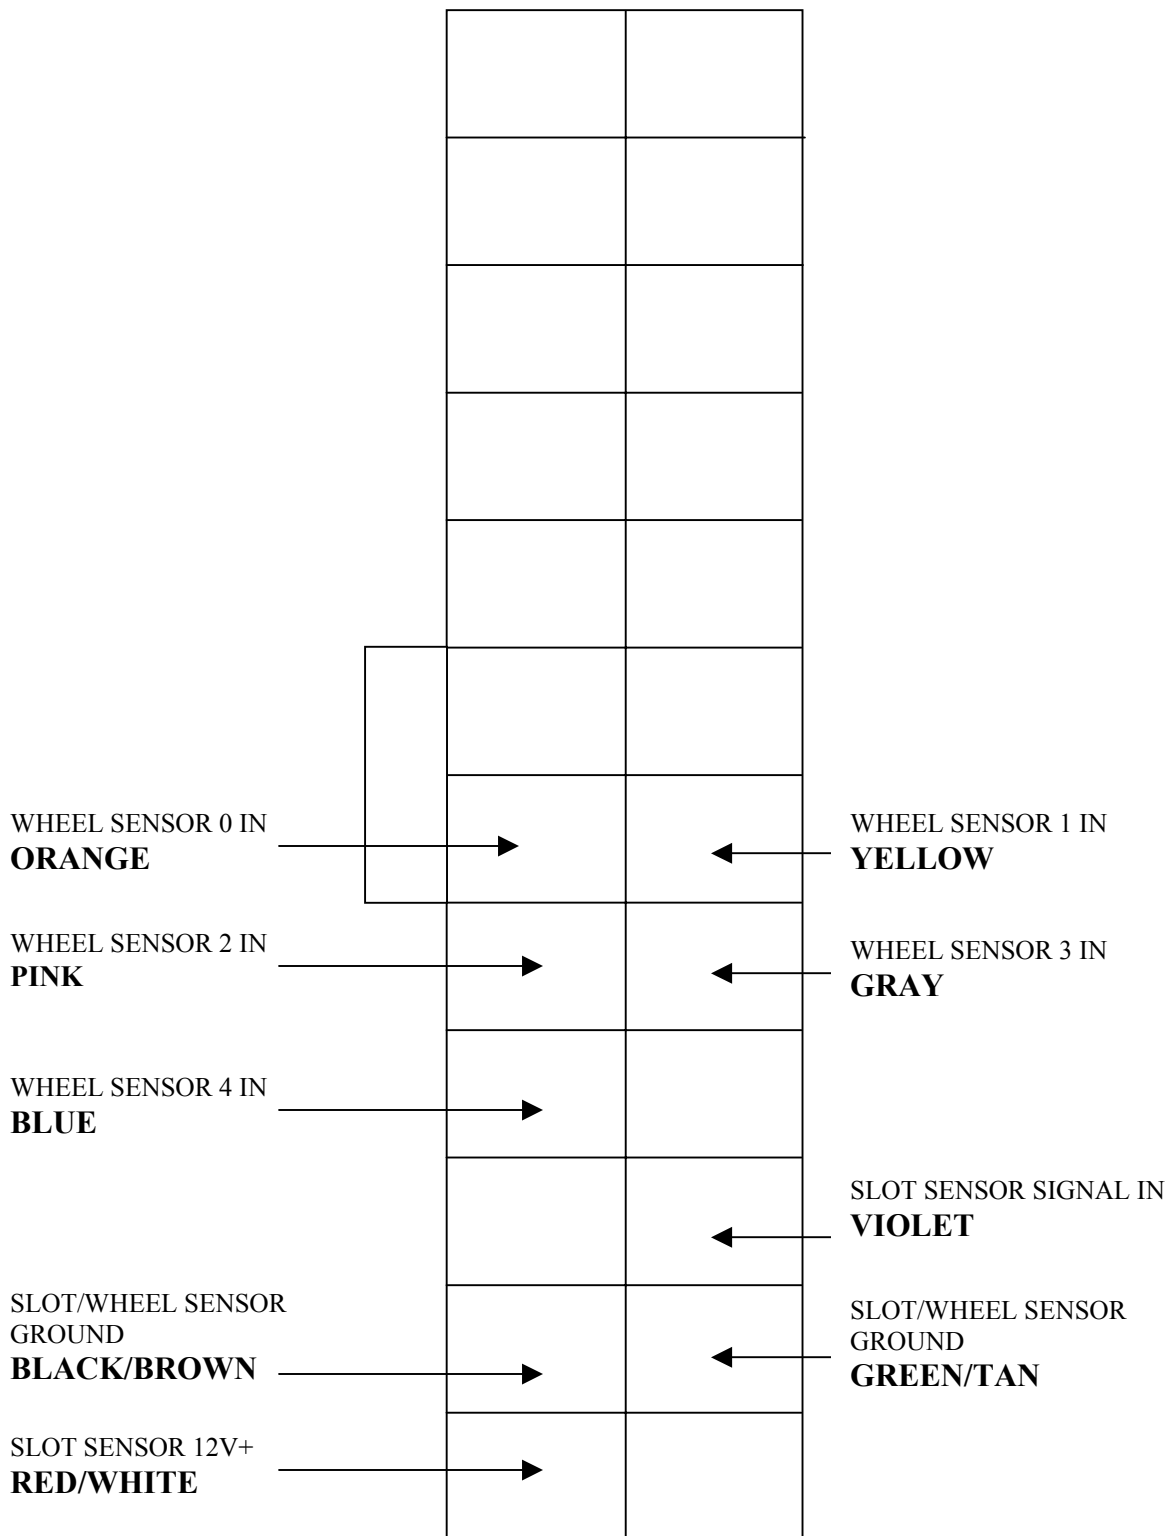 WHEEL SENSOR 0 IN
ORANGE
WHEEL SENSOR 1 IN
YELLOW
WHEEL SENSOR 2 IN
PINK
WHEEL SENSOR 3 IN
GRAY
WHEEL SENSOR 4 IN
BLUE
SLOT SENSOR SIGNAL IN
VIOLET
SLOT/WHEEL SENSOR
GROUND
BLACK/BROWN
SLOT/WHEEL SENSOR
GROUND
GREEN/TAN
SLOT SENSOR 12V+
RED/WHITE